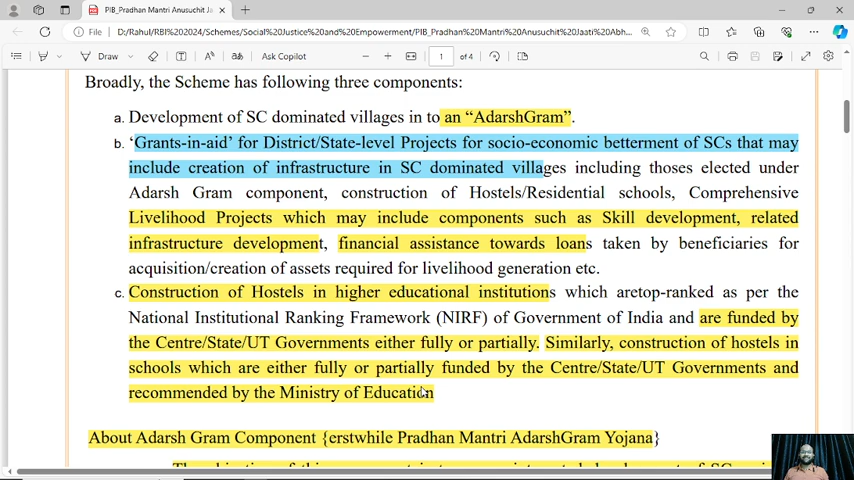 PIB_Pradhan Mantri Anusuchit Jaati
File
D:/Rahul/RBI%202024/Schemes/Social%20Justice%20and%20Empowerment/PIB_Pradhan%20Mantri%20Anusuchit%20Jaati%20Abh...
Draw
Ask Copilot
1
of 4
Broadly, the Scheme has following three components:
a. Development of SC dominated villages in to an “AdarshGram”.
b. ‘Grants-in-aid’ for District/State-level Projects for socio-economic betterment of SCs that may
include creation of infrastructure in SC dominated villages including thoses elected under
Adarsh Gram component, construction of Hostels/Residential schools, Comprehensive
Livelihood Projects which may include components such as Skill development, related
infrastructure development, financial assistance towards loans taken by beneficiaries for
acquisition/creation of assets required for livelihood generation etc.
c. Construction of Hostels in higher educational institutions which aretop-ranked as per the
National Institutional Ranking Framework (NIRF) of Government of India and are funded by
the Centre/State/UT Governments either fully or partially. Similarly, construction of hostels in
schools which are either fully or partially funded by the Centre/State/UT Governments and
recommended by the Ministry of Education
About Adarsh Gram Component {erstwhile Pradhan Mantri AdarshGram Yojana}